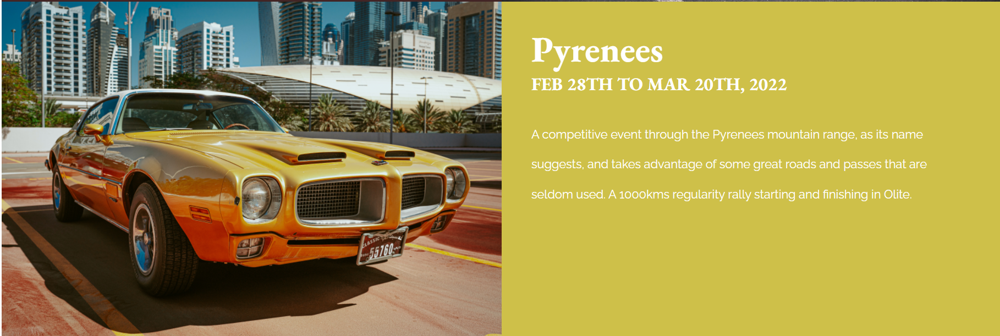 Pyrenees
FEB 28TH TO MAR 20TH, 2022
A competitive event through the Pyrenees mountain range, as its name
suggests, and takes advantage of some great roads and passes that are
seldom used. A 1000kms regularity rally starting and finishing in Olite.
CLASSIC
55760